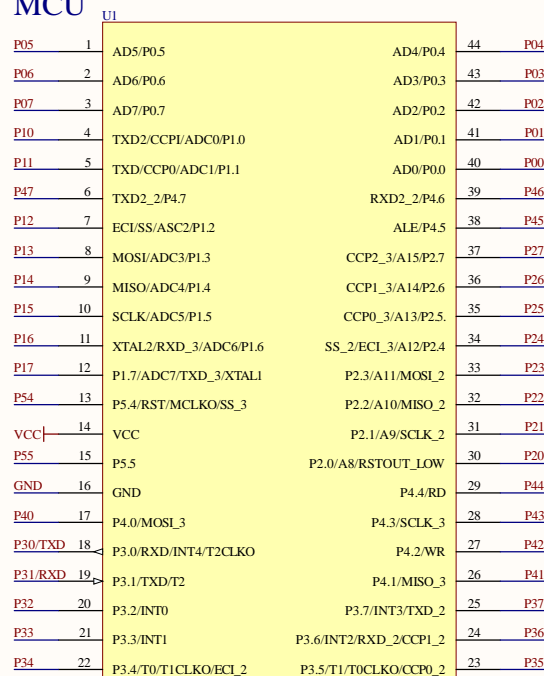 MCU
U1
P05 1 AD5/P0.5 AD4/P0.4 44 P04
P06 2 AD6/P0.6 AD3/P0.3 43 P03
P07 3 AD7/P0.7 AD2/P0.2 42 P02
P10 4 TXD2/CCPI/ADC0/P1.0 AD1/P0.1 41 P01
P11 5 TXD/CCP0/ADC1/P1.1 AD0/P0.0 40 P00
P47 6 TXD2_2/P4.7 RXD2_2/P4.6 39 P46
P12 7 ECI/SS/ASC2/P1.2 ALE/P4.5 38 P45
P13 8 MOSI/ADC3/P1.3 CCP2_3/A15/P2.7 37 P27
P14 9 MISO/ADC4/P1.4 CCP1_3/A14/P2.6 36 P26
P15 10 SCLK/ADC5/P1.5 CCP0_3/A13/P2.5. 35 P25
P16 11 XTAL2/RXD_3/ADC6/P1.6 SS_2/ECI_3/A12/P2.4 34 P24
P17 12 P1.7/ADC7/TXD_3/XTAL1 P2.3/A11/MOSI_2 33 P23
P54 13 P5.4/RST/MCLKO/SS_3 P2.2/A10/MISO_2 32 P22
VCC 14 VCC P2.1/A9/SCLK_2 31 P21
P55 15 P5.5 P2.0/A8/RSTOUT_LOW 30 P20
GND 16 GND P4.4/RD 29 P44
P40 17 P4.0/MOSI_3 P4.3/SCLK_3 28 P43
P30/TXD 18 P3.0/RXD/INT4/T2CLKO P4.2/WR 27 P42
P31/RXD 19 P3.1/TXD/T2 P4.1/MISO_3 26 P41
P32 20 P3.2/INT0 P3.7/INT3/TXD_2 25 P37
P33 21 P3.3/INT1 P3.6/INT2/RXD_2/CCP1_2 24 P36
P34 22 P3.4/T0/T1CLKO/ECI_2 P3.5/T1/T0CLKO/CCP0_2 23 P35